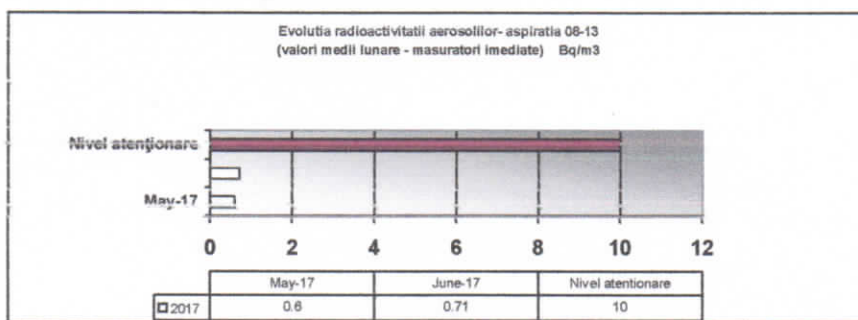 Evolutia radioactivitatii aerosolilor- aspiratia 08-13
(valori medii lunare - masuratori imediate) Bq/m3
Nivel atenționare
May-17
0 2 4 6 8 10 12
May-17 June-17 Nivel atentionare
2017 0.6 0.71 10